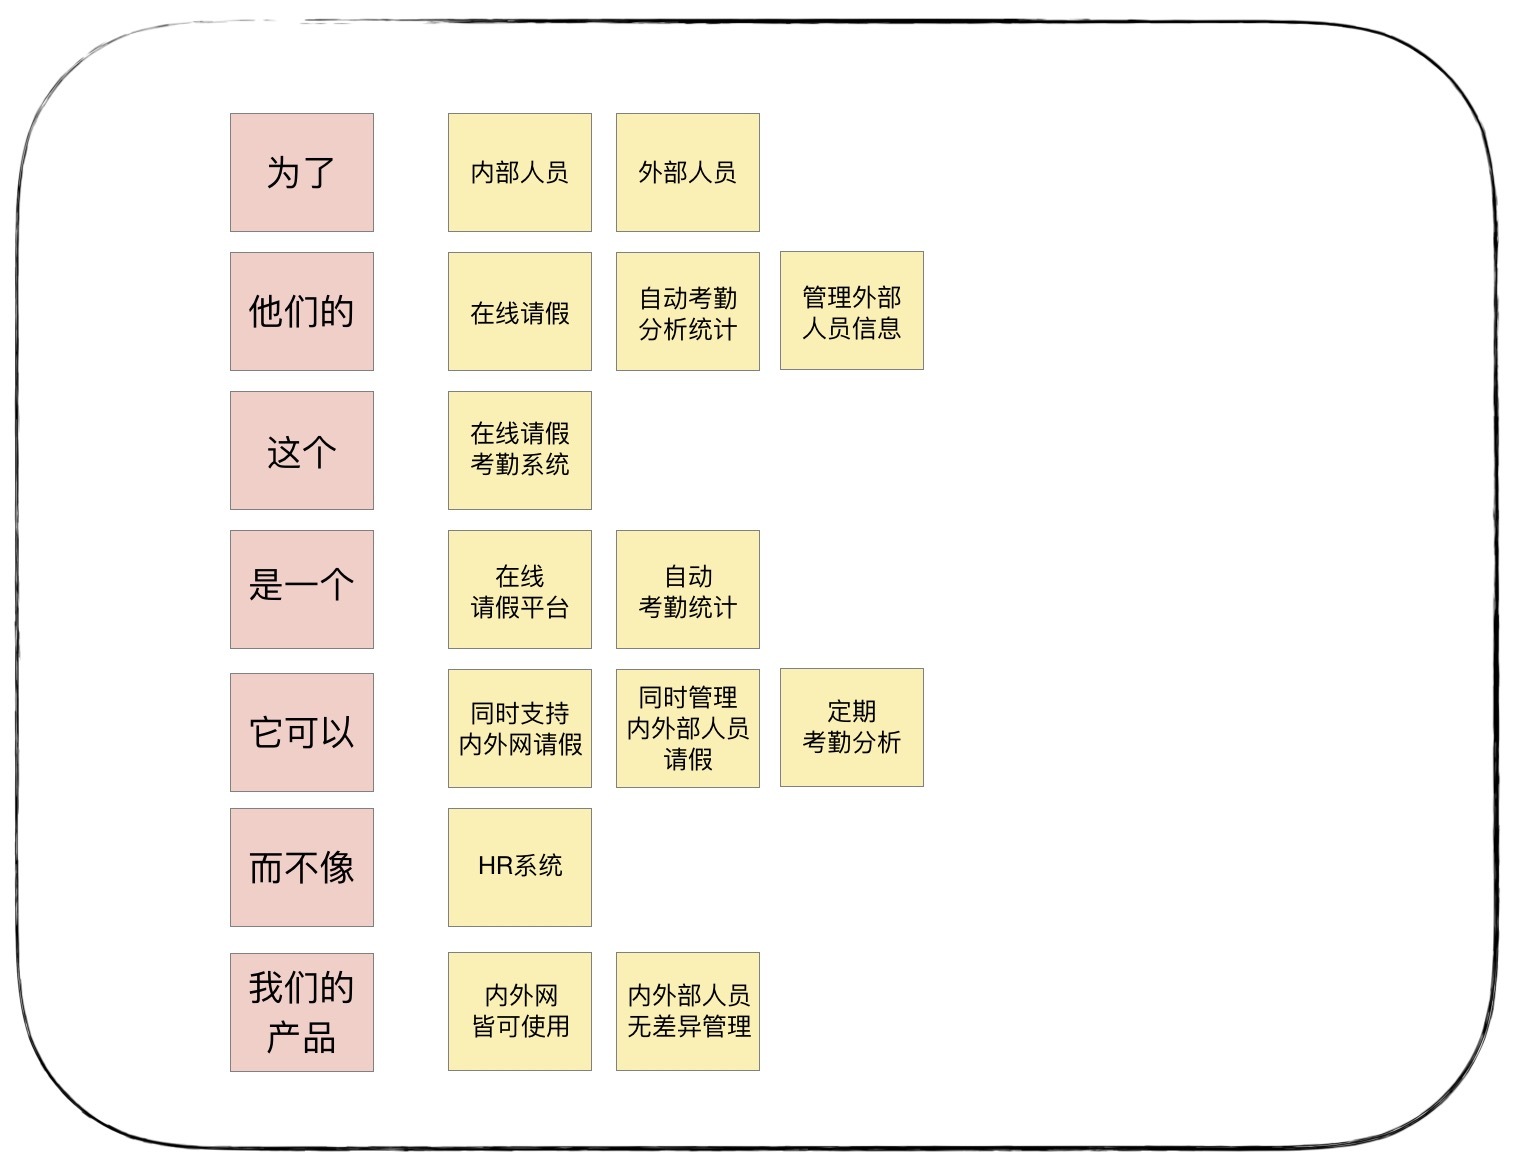 为了
内部人员
外部人员
他们的
在线请假
自动考勤
分析统计
管理外部
人员信息
这个
在线请假
考勤系统
是一个
在线
请假平台
自动
考勤统计
它可以
同时支持
内外网请假
同时管理
内外部人员
请假
定期
考勤分析
而不像
HR系统
我们的
产品
内外网
皆可使用
内外部人员
无差异管理